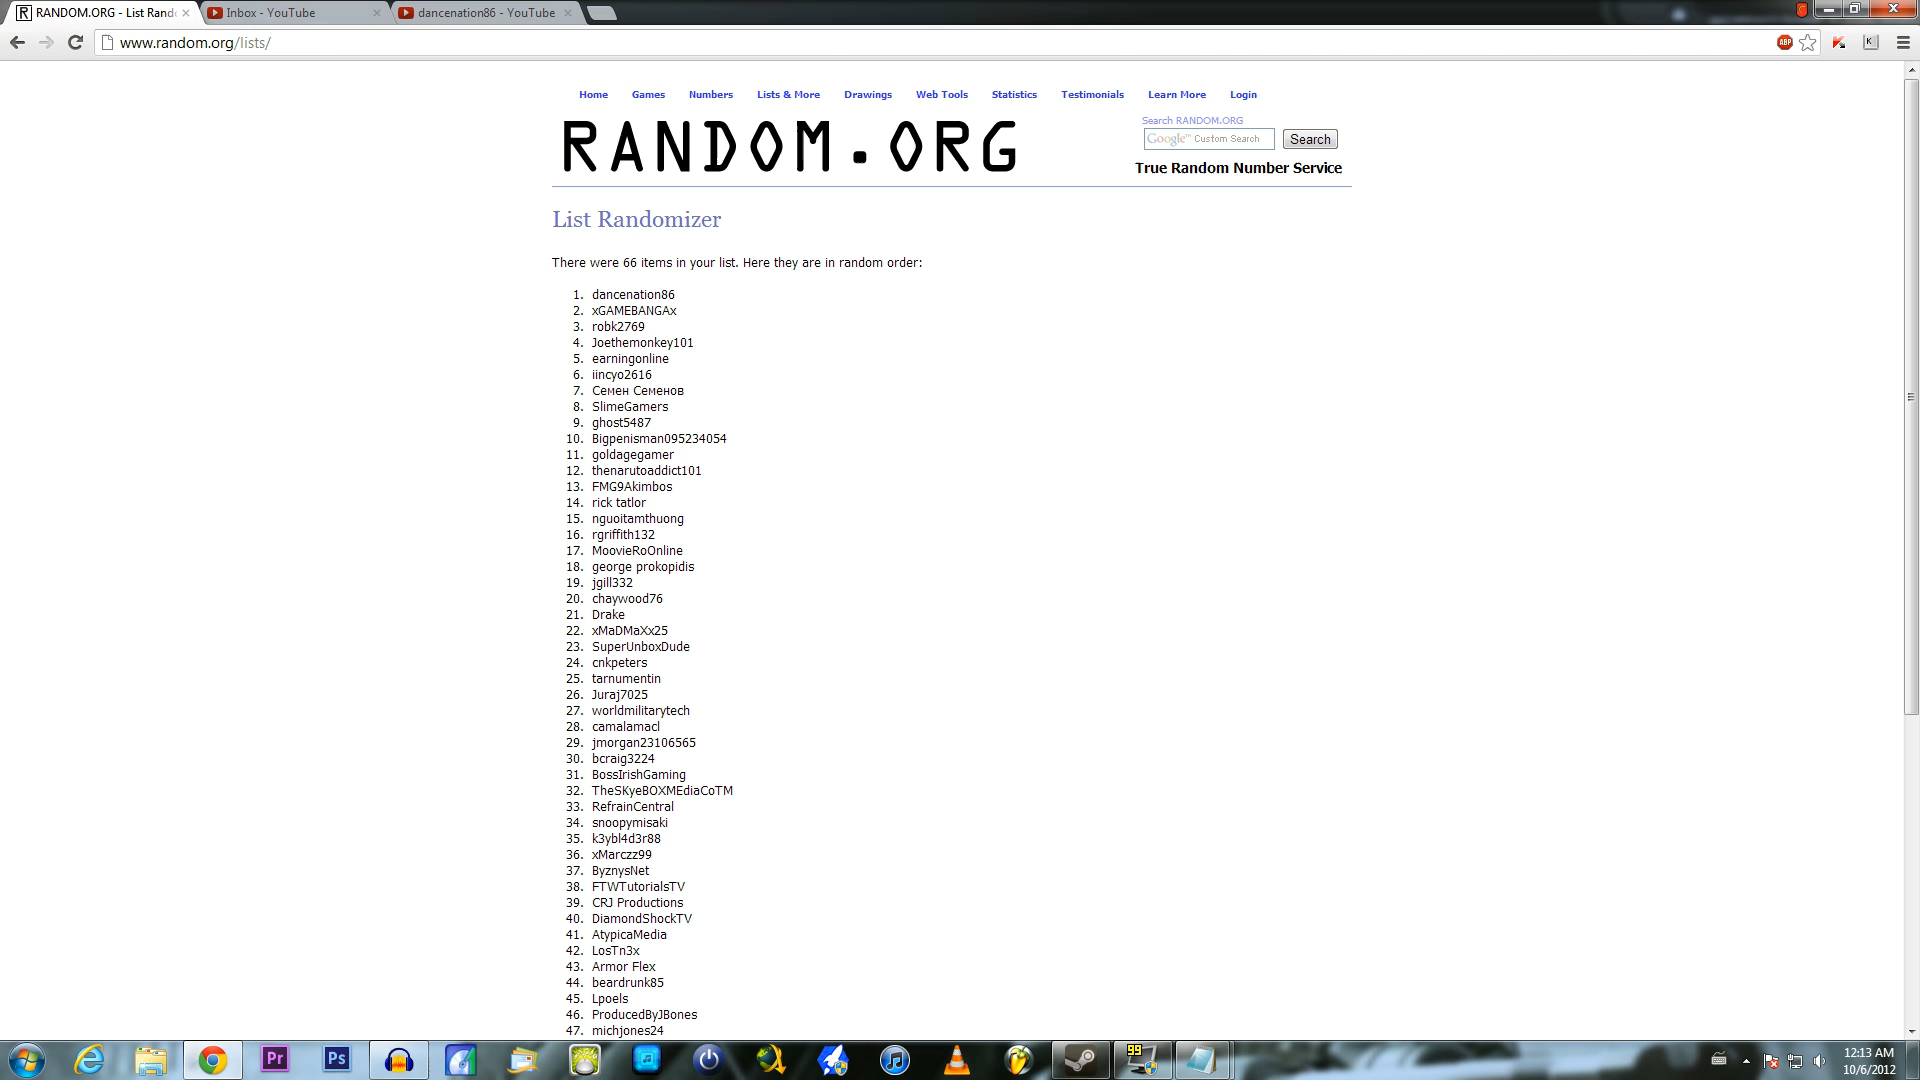 RANDOM.ORG - List Rand
Inbox - YouTube
dancenation86 - YouTube
www.random.org/lists/
ABP
Home Games Numbers Lists & More Drawings Web Tools Statistics Testimonials Learn More Login
Search RANDOM.ORG
RANDOM.ORG
Google™ Custom Search
Search
True Random Number Service
List Randomizer
There were 66 items in your list. Here they are in random order:
1. dancenation86
2. xGAMEBANGAx
3. robk2769
4. Joethemonkey101
5. earningonline
6. iincyo2616
7. Семен Семенов
8. SlimeGamers
9. ghost5487
10. Bigpenisman095234054
11. goldagegamer
12. thenarutoaddict101
13. FMG9Akimbos
14. rick tatlor
15. nguoitamthuong
16. rgriffith132
17. MoovieRoOnline
18. george prokopidis
19. jgill332
20. chaywood76
21. Drake
22. xMaDMaXx25
23. SuperUnboxDude
24. cnkpeters
25. tarnumentin
26. Juraj7025
27. worldmilitarytech
28. camalamacl
29. jmorgan23106565
30. bcraig3224
31. BossIrishGaming
32. TheSKyeBOXMEdiaCoTM
33. RefrainCentral
34. snoopymisaki
35. k3ybl4d3r88
36. xMarczz99
37. ByznysNet
38. FTWTutorialsTV
39. CRJ Productions
40. DiamondShockTV
41. AtypicaMedia
42. LosTn3x
43. Armor Flex
44. beardrunk85
45. Lpoels
46. ProducedByJBones
47. michjones24
Pr
Ps
99
12:13 AM
10/6/2012